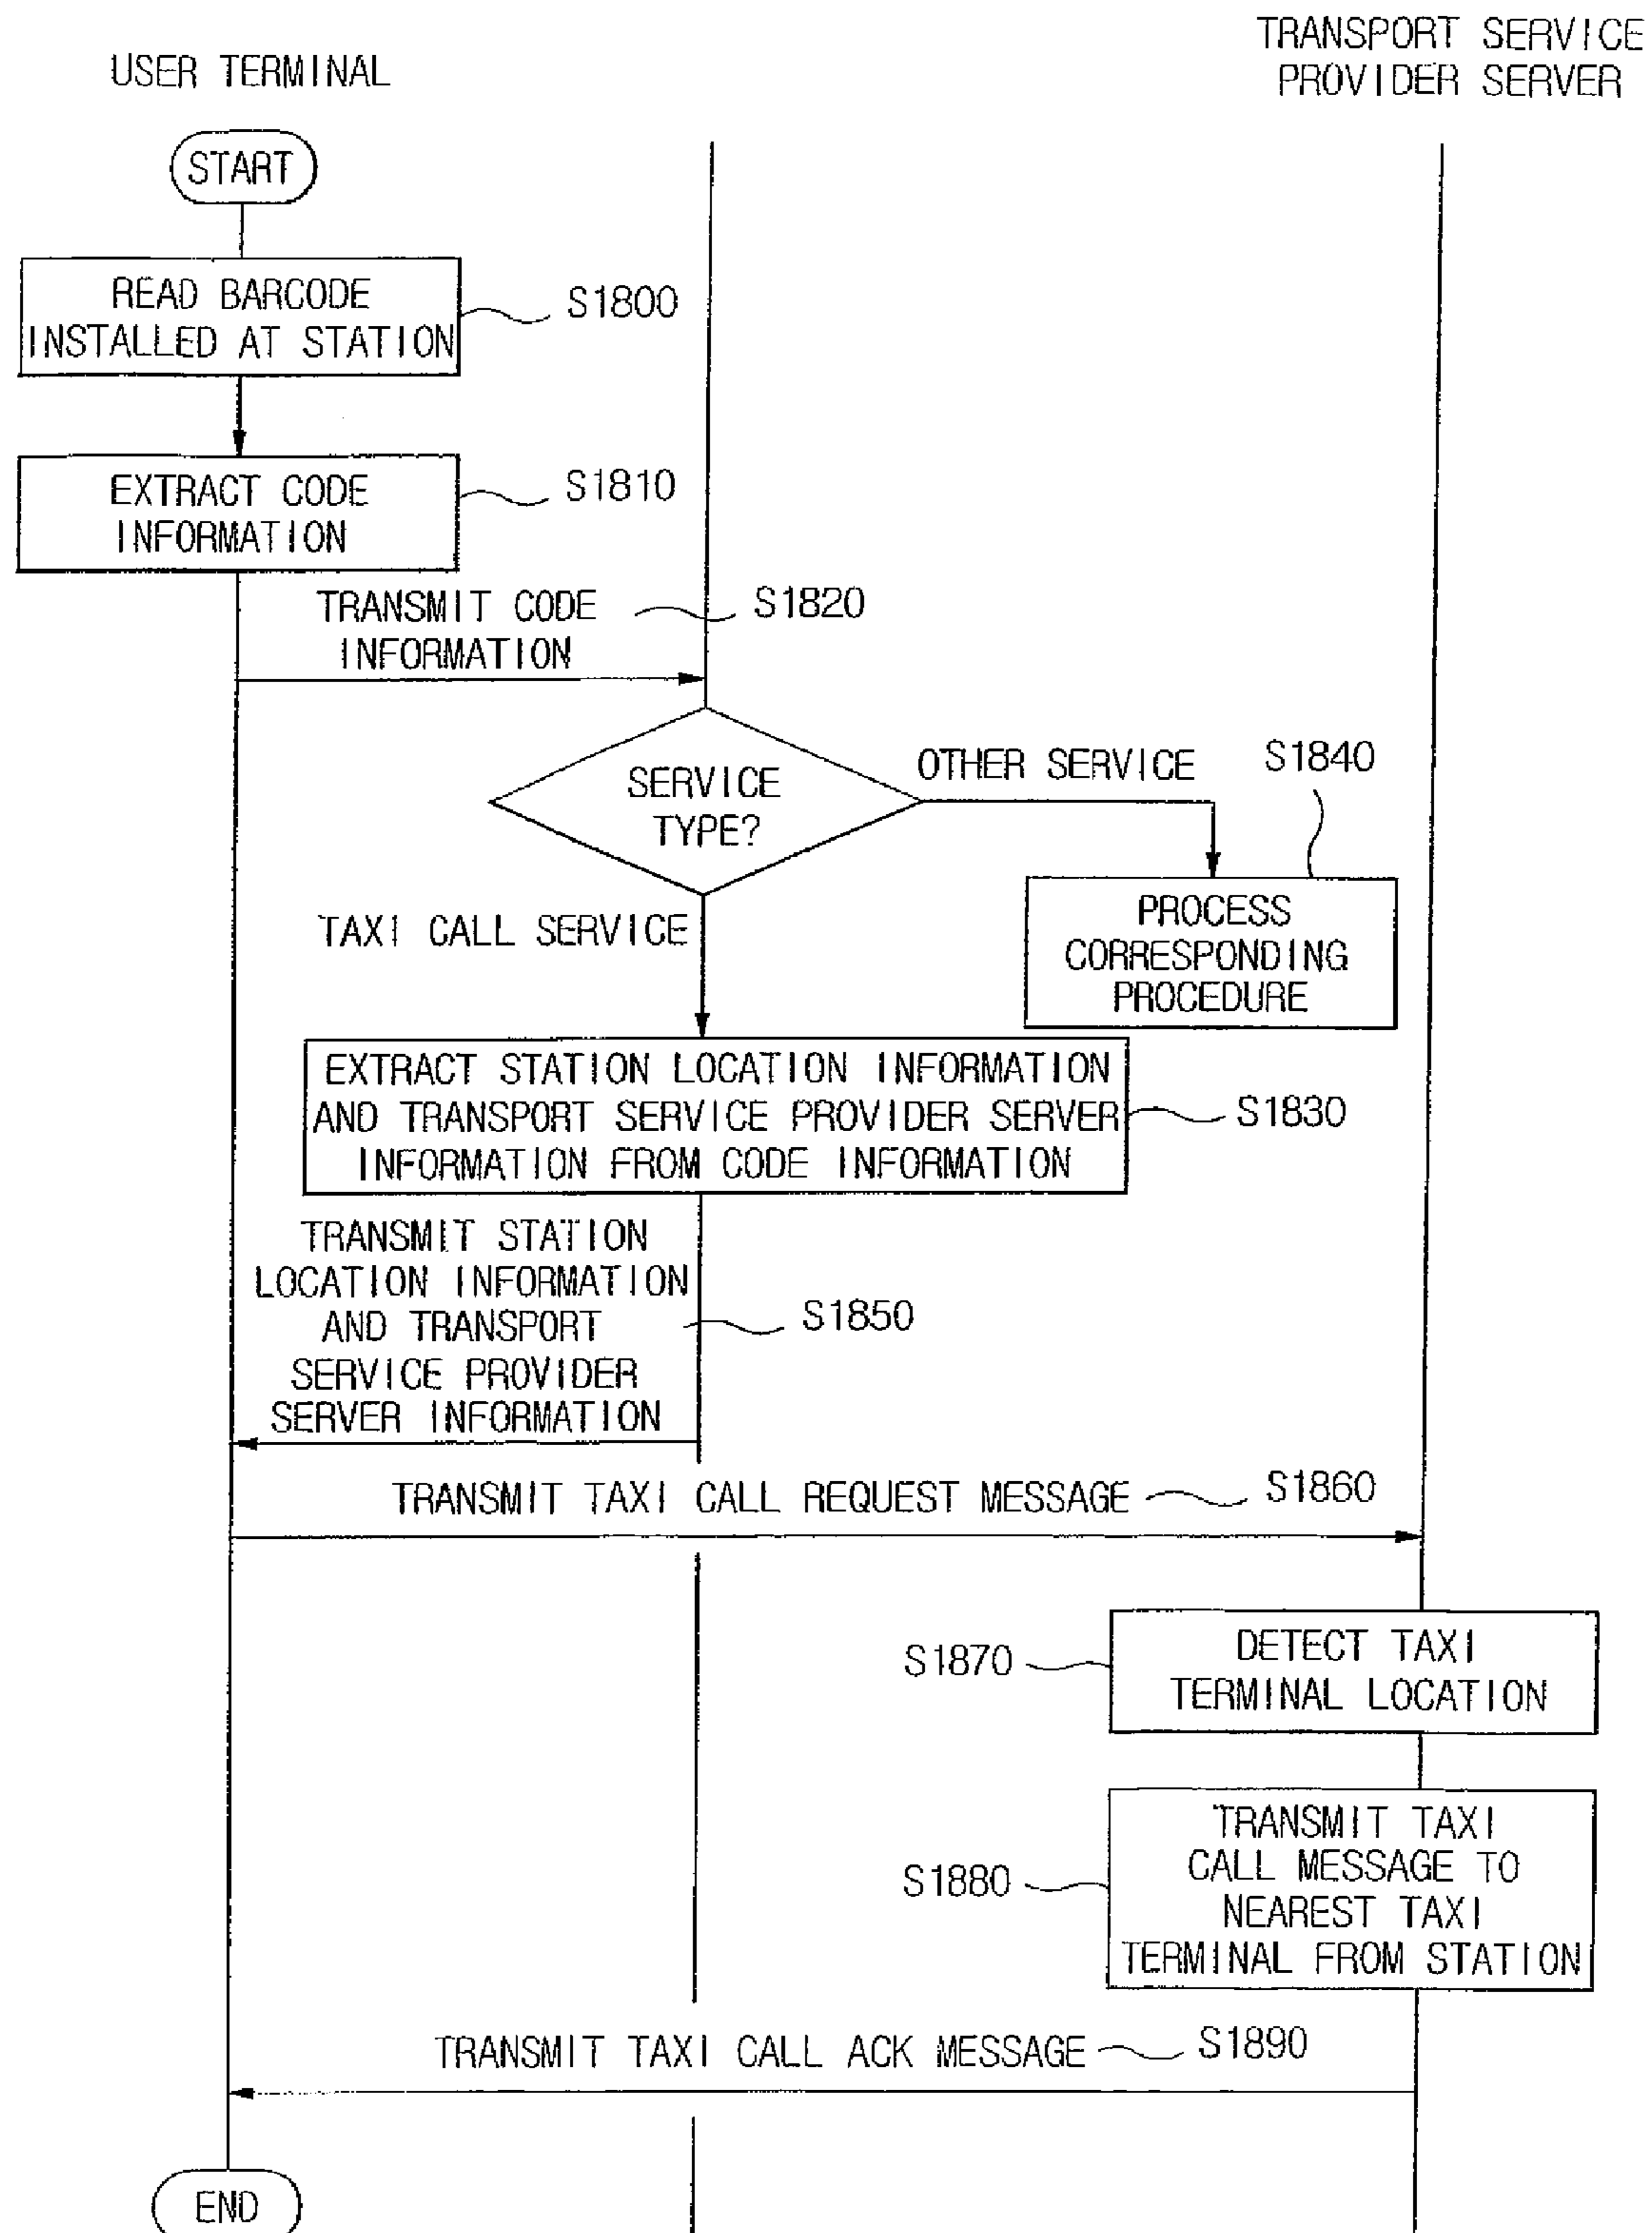 TRANSPORT SERVICE
PROVIDER SERVER
USER TERMINAL
START
READ BARCODE
INSTALLED AT STATION
S1800
EXTRACT CODE
INFORMATION
S1810
TRANSMIT CODE
INFORMATION
S1820
SERVICE
TYPE?
OTHER SERVICE
S1840
PROCESS
CORRESPONDING
PROCEDURE
TAXI CALL SERVICE
EXTRACT STATION LOCATION INFORMATION
AND TRANSPORT SERVICE PROVIDER SERVER
INFORMATION FROM CODE INFORMATION
S1830
TRANSMIT STATION
LOCATION INFORMATION
AND TRANSPORT
SERVICE PROVIDER
SERVER INFORMATION
S1850
TRANSMIT TAXI CALL REQUEST MESSAGE
S1860
S1870
DETECT TAXI
TERMINAL LOCATION
S1880
TRANSMIT TAXI
CALL MESSAGE TO
NEAREST TAXI
TERMINAL FROM STATION
TRANSMIT TAXI CALL ACK MESSAGE
S1890
END